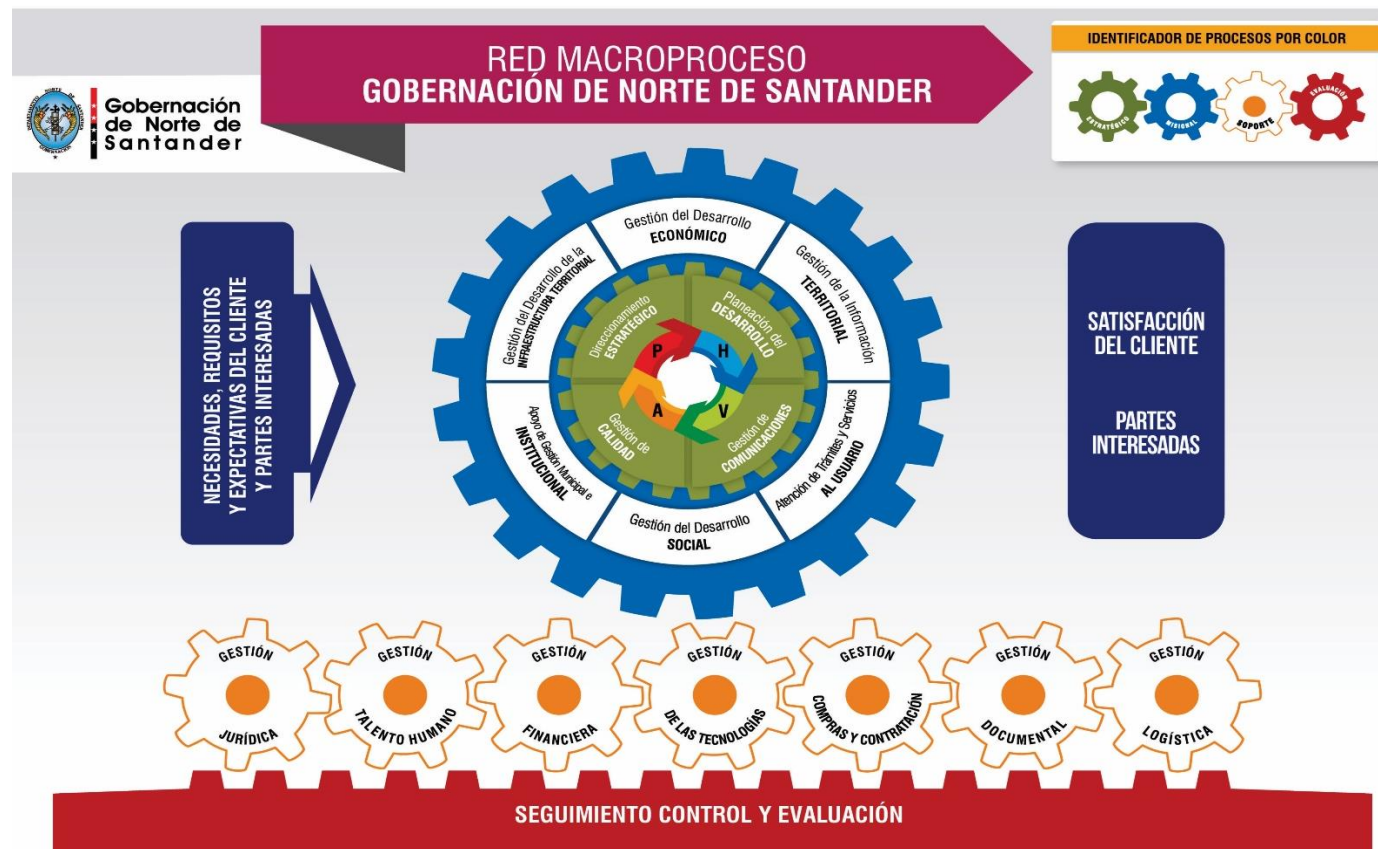 RED MACROPROCESO
GOBERNACIÓN DE NORTE DE SANTANDER
IDENTIFICADOR DE PROCESOS POR COLOR
ESTRATÉGICO
MISIONAL
SOPORTE
EVALUACIÓN
Gobernación
de Norte de
Santander
NECESIDADES, REQUISITOS
Y EXPECTATIVAS DEL CLIENTE
Y PARTES INTERESADAS
Gestión del Desarrollo
ECONÓMICO
Gestión de la Información
TERRITORIAL
Atención de Trámites y Servicios
AL USUARIO
Gestión del Desarrollo
SOCIAL
Apoyo de Gestión Municipal e
INSTITUCIONAL
Gestión del Desarrollo de la
INFRAESTRUCTURA TERRITORIAL
Direccionamiento
ESTRATÉGICO
Planeación del
DESARROLLO
Gestión de
COMUNICACIONES
Gestión de
CALIDAD
P
H
V
A
SATISFACCIÓN
DEL CLIENTE
PARTES
INTERESADAS
GESTIÓN
JURÍDICA
GESTIÓN
TALENTO HUMANO
GESTIÓN
FINANCIERA
GESTIÓN
DE LAS TECNOLOGÍAS
GESTIÓN
COMPRAS Y CONTRATACIÓN
GESTIÓN
DOCUMENTAL
GESTIÓN
LOGÍSTICA
SEGUIMIENTO CONTROL Y EVALUACIÓN